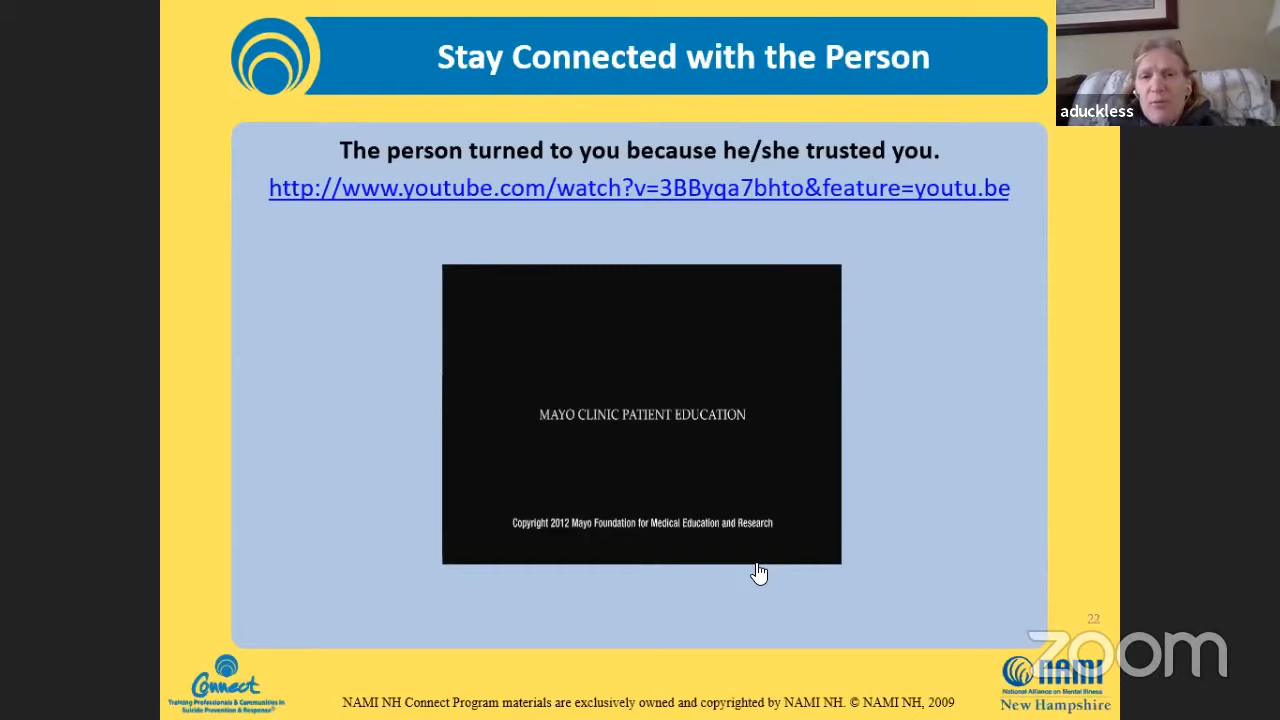 Stay Connected with the Person
aduckless
The person turned to you because he/she trusted you.
http://www.youtube.com/watch?v=3BByqa7bhto&feature=youtu.be
MAYO CLINIC PATIENT EDUCATION
Copyright 2012 Mayo Foundation for Medical Education and Research
22
zoom
Connect
Training Professionals & Communities in
Suicide Prevention & Response®
NAMI NH Connect Program materials are exclusively owned and copyrighted by NAMI NH. © NAMI NH, 2009
NAMI
National Alliance on Mental Illness
New Hampshire